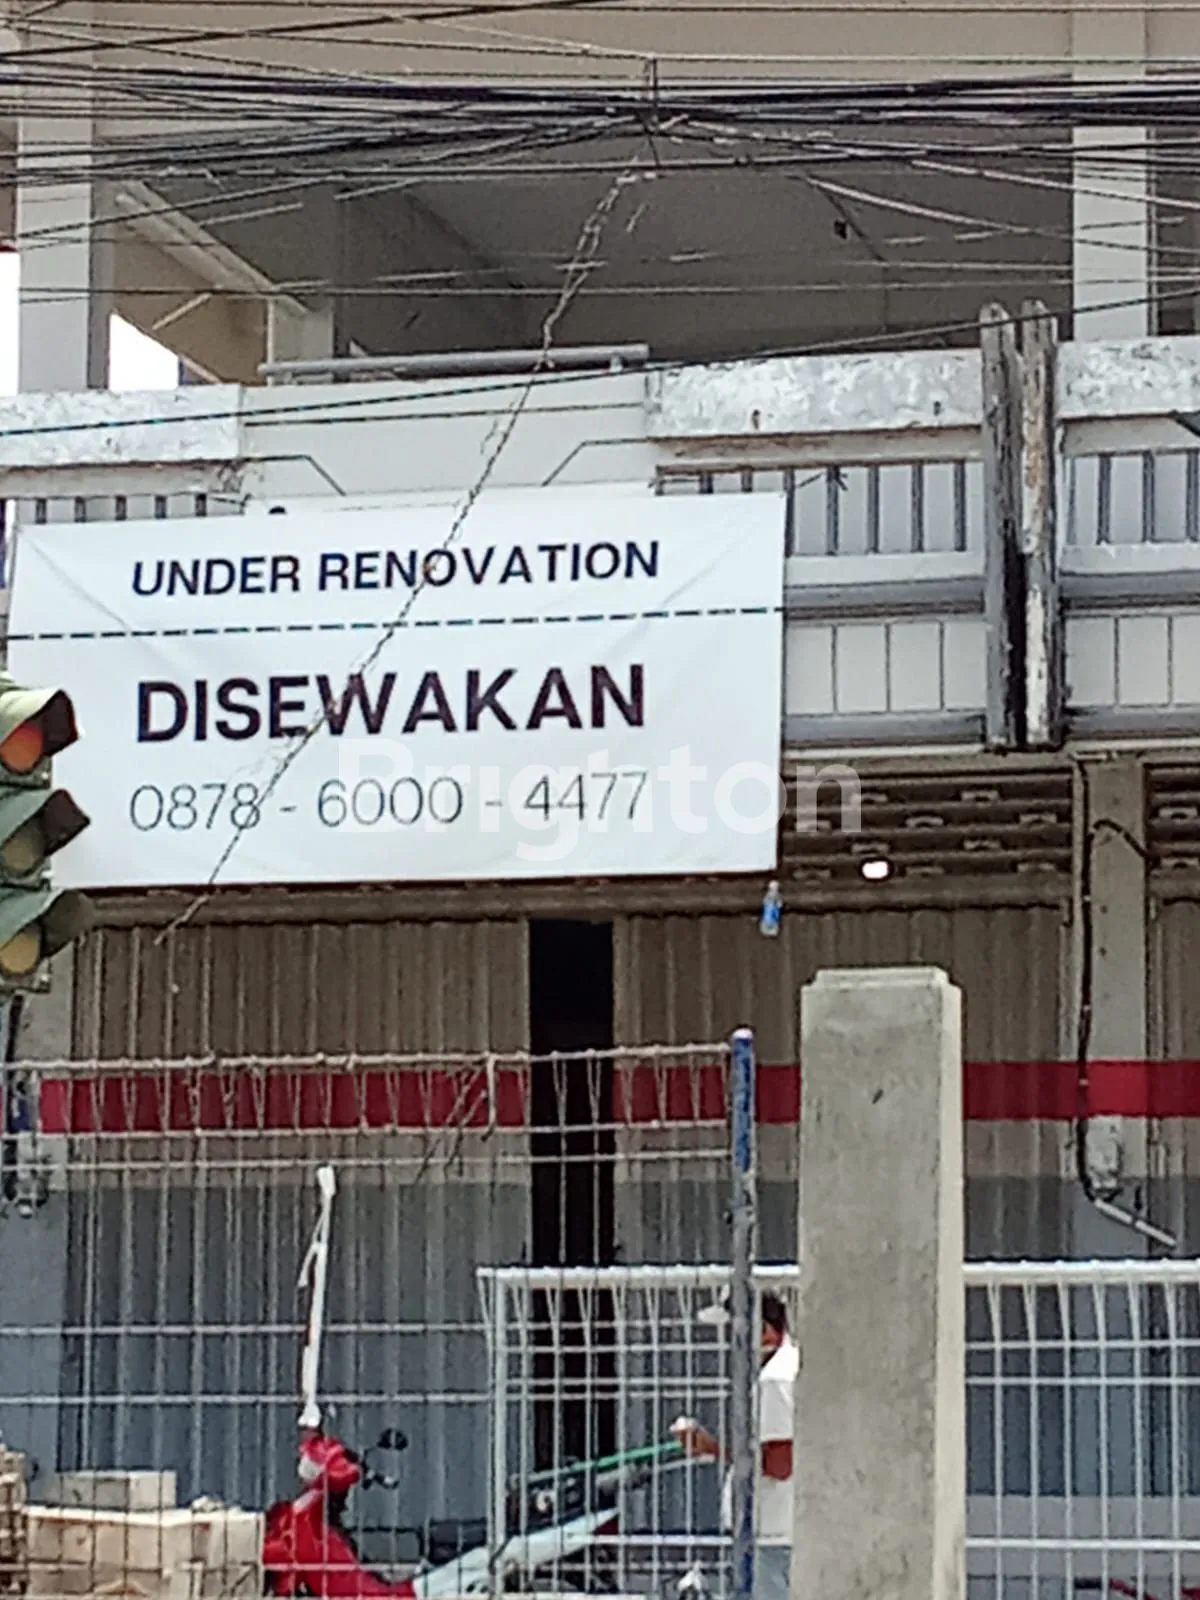 UNDER RENOVATION
DISEWAKAN
0878 - 6000 - 4477
Brighton